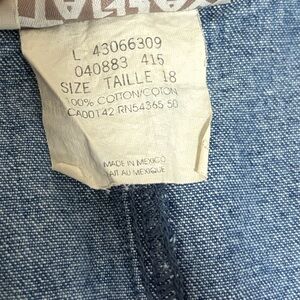 L 43066309
040883 415
SIZE TAILLE 18
100% COTTON/COTON
CA00142 RN54365 50
MADE IN MEXICO
FAIT AU MEXIQUE